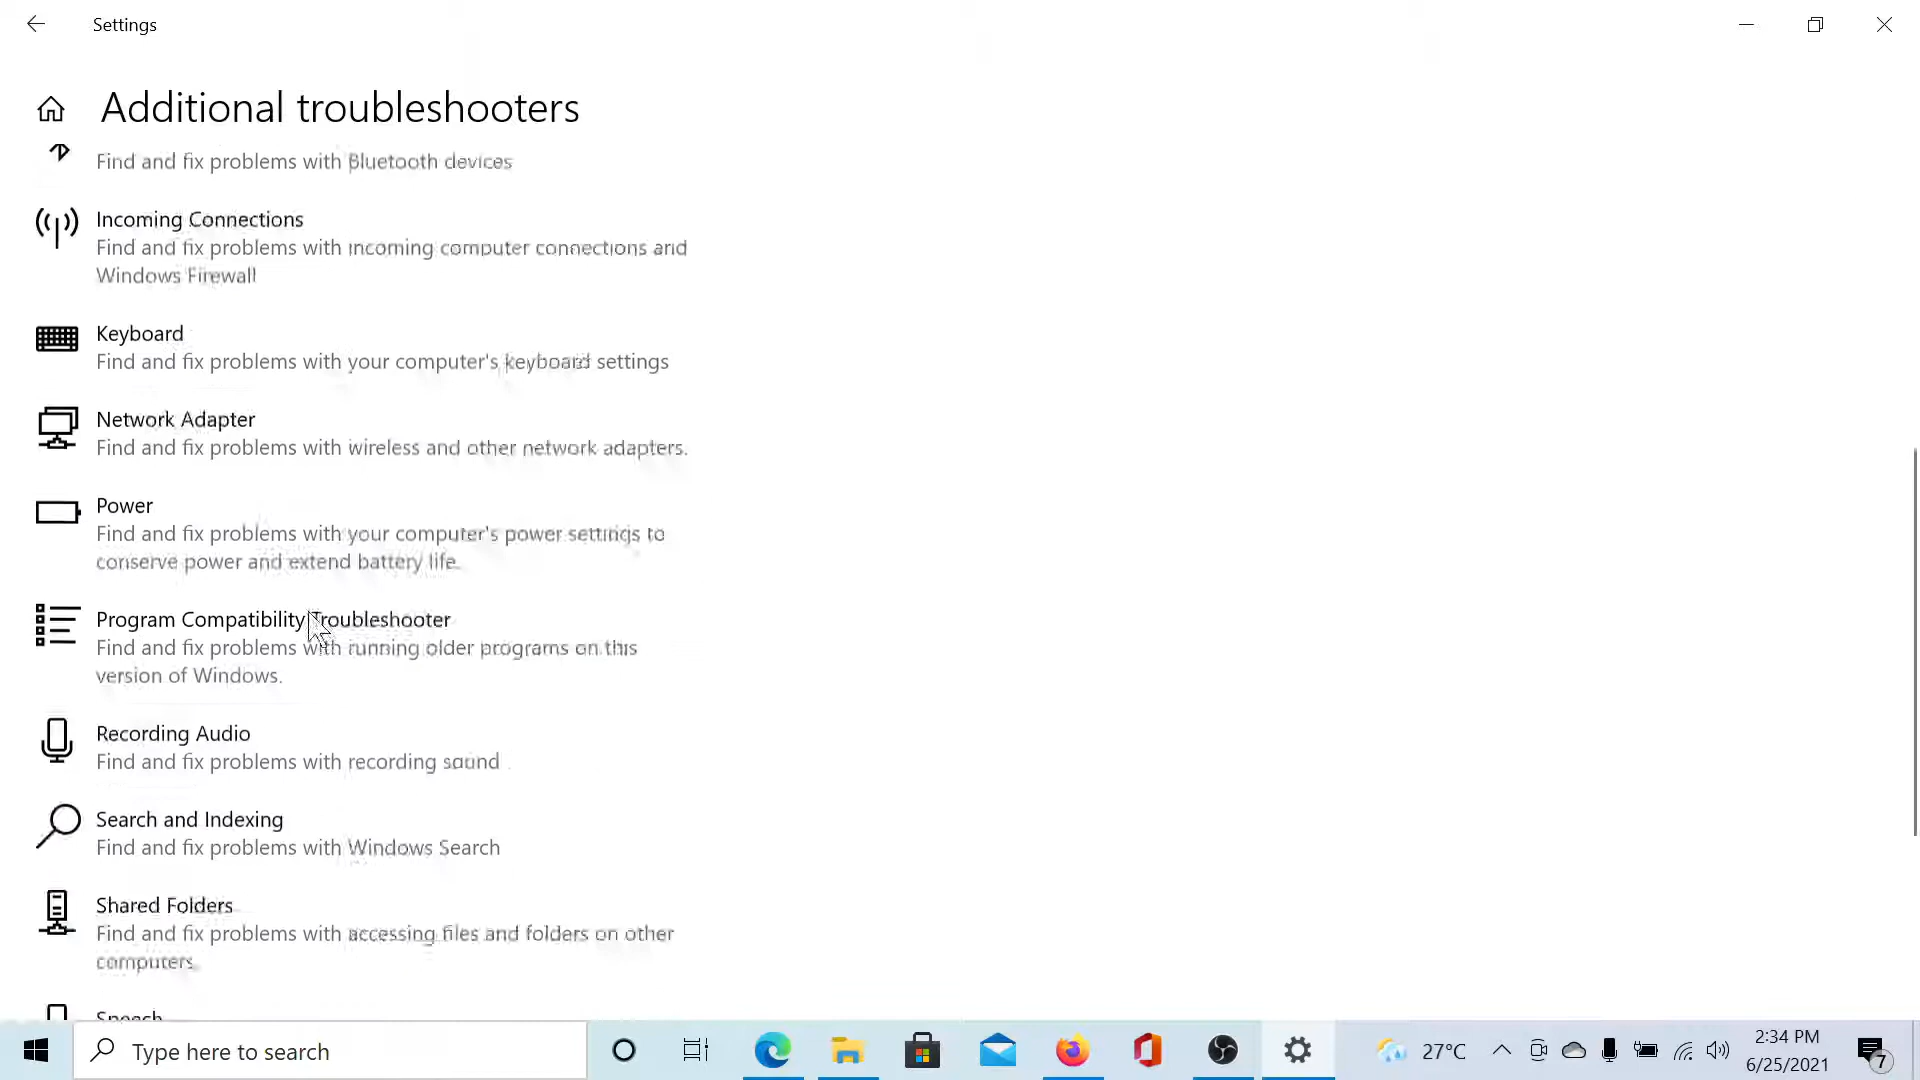 Settings
Additional troubleshooters
Find and fix problems with Bluetooth devices
Incoming Connections
Find and fix problems with incoming computer connections and
Windows Firewall
Keyboard
Find and fix problems with your computer's keyboard settings
Network Adapter
Find and fix problems with wireless and other network adapters.
Power
Find and fix problems with your computer's power settings to
conserve power and extend battery life.
Program Compatibility Troubleshooter
Find and fix problems with running older programs on this
version of Windows.
Recording Audio
Find and fix problems with recording sound
Search and Indexing
Find and fix problems with Windows Search
Shared Folders
Find and fix problems with accessing files and folders on other
computers.
Speech
Type here to search
27°C
2:34 PM
6/25/2021
7